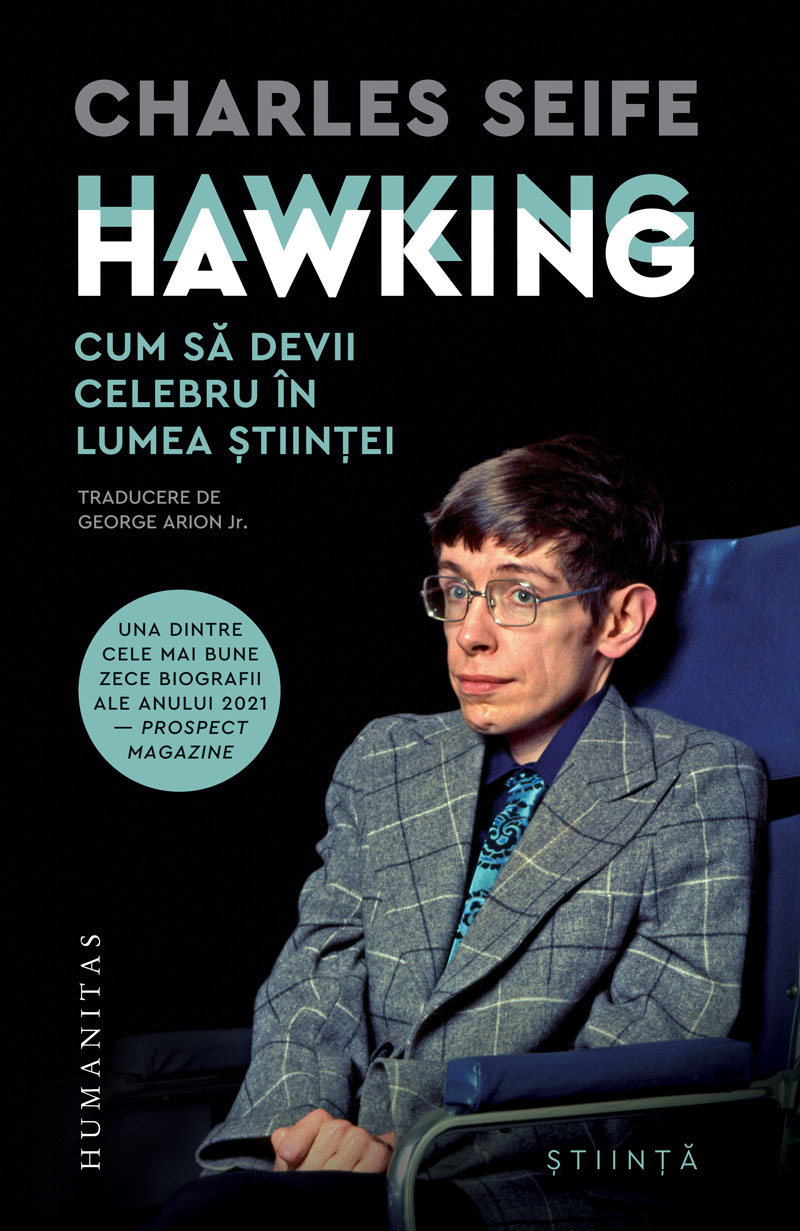 CHARLES SEIFE
HAWKING
HAWKING
CUM SĂ DEVII
CELEBRU ÎN
LUMEA ȘTIINȚEI
TRADUCERE DE
GEORGE ARION Jr.
UNA DINTRE
CELE MAI BUNE
ZECE BIOGRAFII
ALE ANULUI 2021
— PROSPECT
MAGAZINE
HUMANITAS
ȘTIINȚĂ